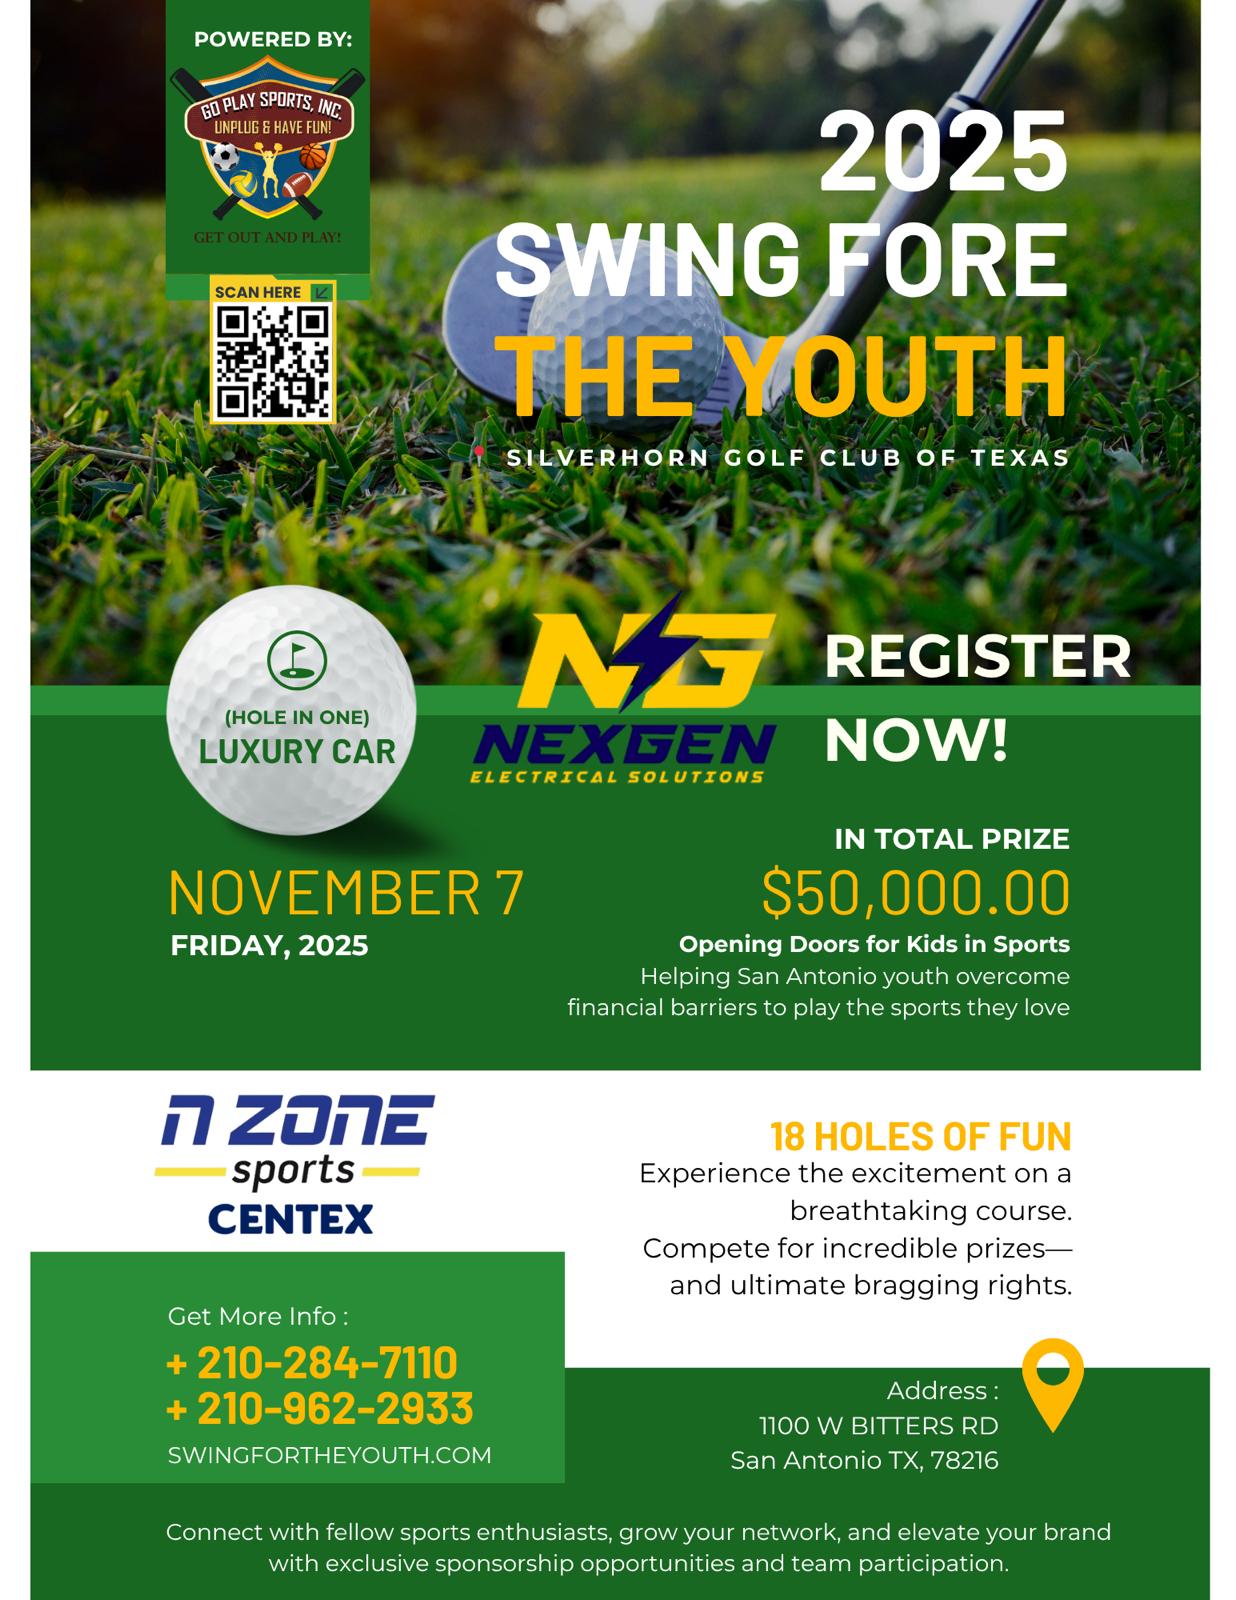 POWERED BY:
GO PLAY SPORTS, INC.
UNPLUG & HAVE FUN!
GET OUT AND PLAY!
SCAN HERE
2025
SWING FORE
THE YOUTH
SILVERHORN GOLF CLUB OF TEXAS
(HOLE IN ONE)
LUXURY CAR
NG
NEXGEN
ELECTRICAL SOLUTIONS
REGISTER
NOW!
NOVEMBER 7
FRIDAY, 2025
IN TOTAL PRIZE
$50,000.00
Opening Doors for Kids in Sports
Helping San Antonio youth overcome
financial barriers to play the sports they love
n ZONE
sports
CENTEX
18 HOLES OF FUN
Experience the excitement on a
breathtaking course.
Compete for incredible prizes—
and ultimate bragging rights.
Get More Info :
+ 210-284-7110
+ 210-962-2933
SWINGFORTHEYOUTH.COM
Address :
1100 W BITTERS RD
San Antonio TX, 78216
Connect with fellow sports enthusiasts, grow your network, and elevate your brand
with exclusive sponsorship opportunities and team participation.